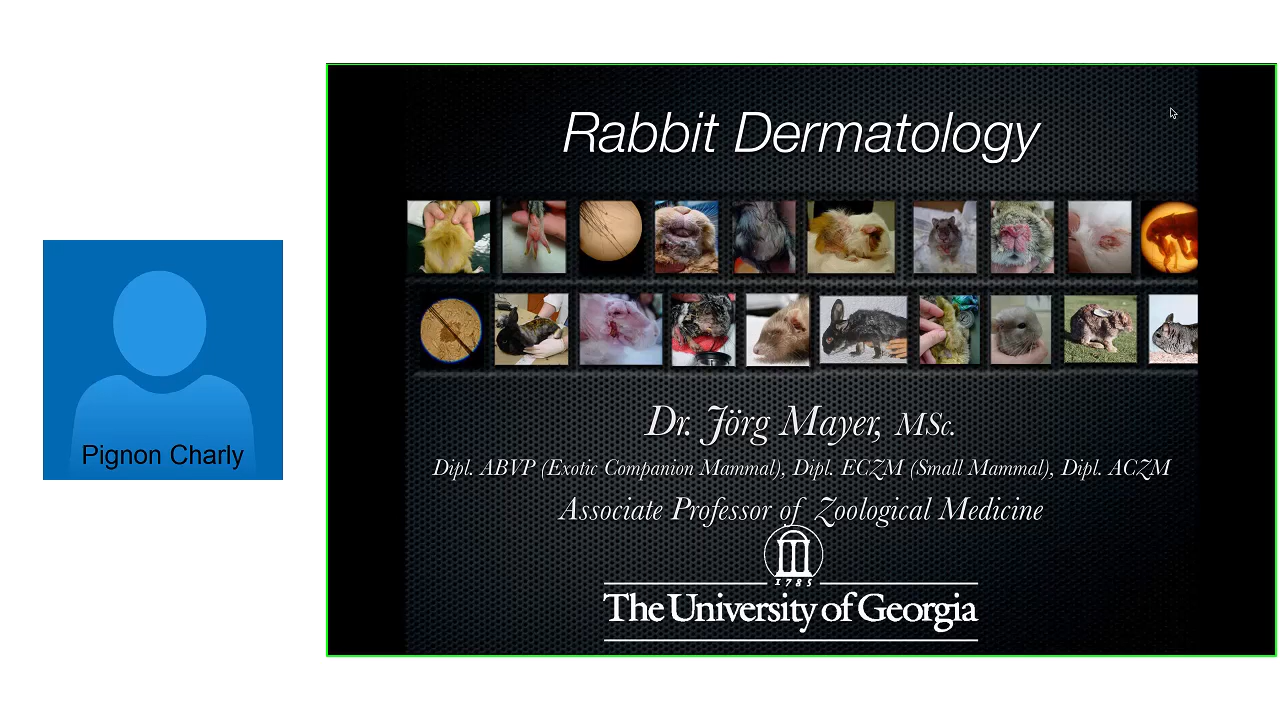 Rabbit Dermatology
Dr. Jörg Mayer, MSc.
Dipl. ABVP (Exotic Companion Mammal), Dipl. ECZM (Small Mammal), Dipl. ACZM
Associate Professor of Zoological Medicine
1785
The University of Georgia
Pignon Charly